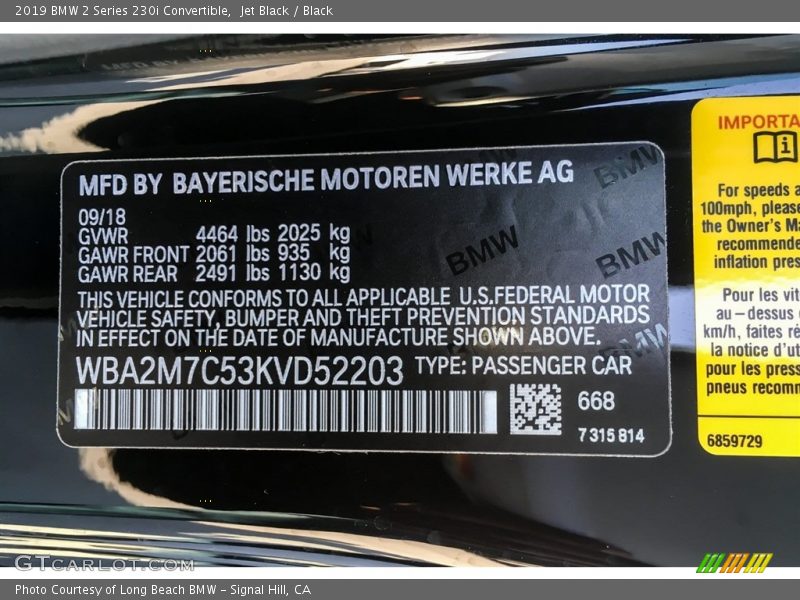 2019 BMW 2 Series 230i Convertible, Jet Black / Black
MFD BY BAYERISCHE MOTOREN WERKE AG
09/18
GVWR 4464 lbs 2025 kg
GAWR FRONT 2061 lbs 935 kg
GAWR REAR 2491 lbs 1130 kg
THIS VEHICLE CONFORMS TO ALL APPLICABLE U.S.FEDERAL MOTOR
VEHICLE SAFETY, BUMPER AND THEFT PREVENTION STANDARDS
IN EFFECT ON THE DATE OF MANUFACTURE SHOWN ABOVE.
WBA2M7C53KVD52203 TYPE: PASSENGER CAR
668
7315814
BMW
BMW
BMW
IMPORTA
For speeds a
100mph, please
the Owner's Ma
recommende
inflation pres
Pour les vit
au-dessus
km/h, faites ré
la notice d'ut
pour les press
pneus recomm
6859729
GTCARLOT.COM
Photo Courtesy of Long Beach BMW - Signal Hill, CA